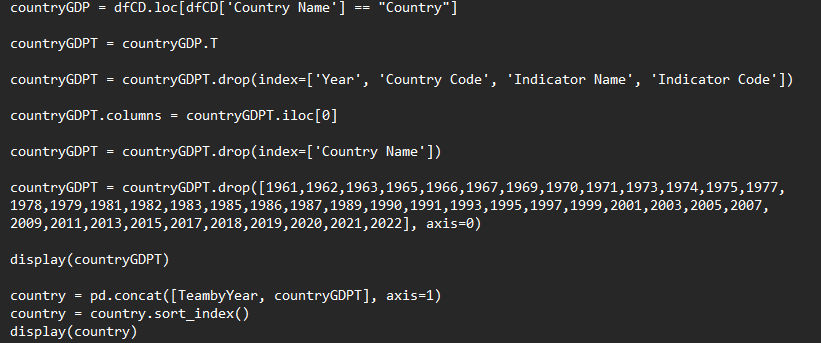 countryGDP = dfCD.loc[dfCD['Country Name'] == "Country"]
countryGDPT = countryGDP.T
countryGDPT = countryGDPT.drop(index=['Year', 'Country Code', 'Indicator Name', 'Indicator Code'])
countryGDPT.columns = countryGDPT.iloc[0]
countryGDPT = countryGDPT.drop(index=['Country Name'])
countryGDPT = countryGDPT.drop([1961,1962,1963,1965,1966,1967,1969,1970,1971,1973,1974,1975,1977,
1978,1979,1981,1982,1983,1985,1986,1987,1989,1990,1991,1993,1995,1997,1999,2001,2003,2005,2007,
2009,2011,2013,2015,2017,2018,2019,2020,2021,2022], axis=0)
display(countryGDPT)
country = pd.concat([TeambyYear, countryGDPT], axis=1)
country = country.sort_index()
display(country)